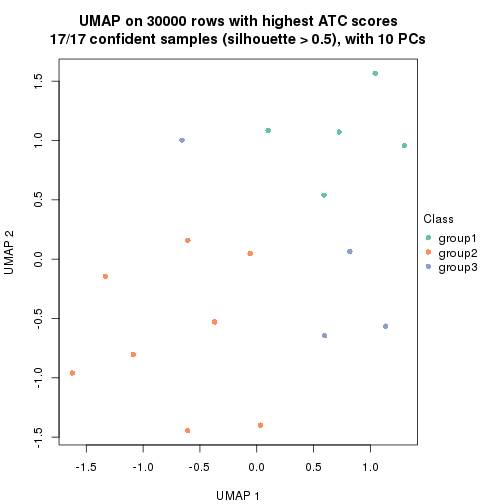 UMAP on 30000 rows with highest ATC scores
17/17 confident samples (silhouette > 0.5), with 10 PCs
1.5
1.0
0.5
0.0
-0.5
-1.0
-1.5
UMAP 2
-1.5
-1.0
-0.5
0.0
0.5
1.0
UMAP 1
Class
group1
group2
group3